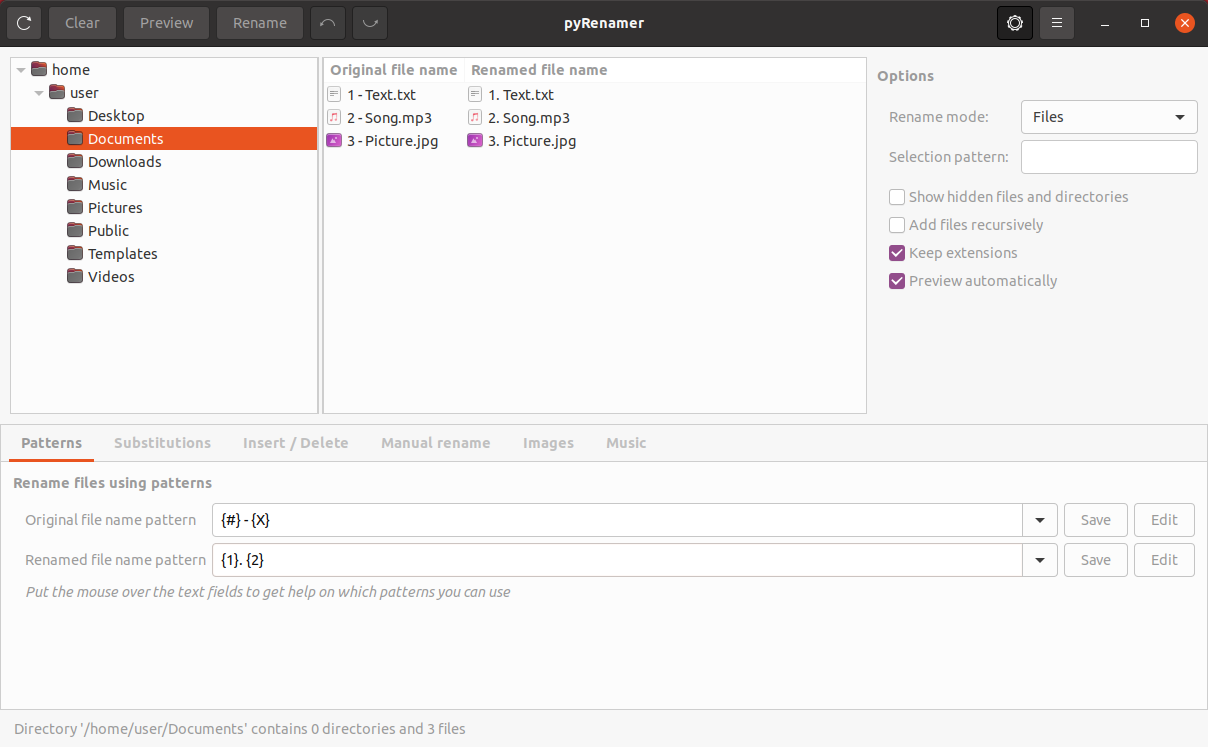 Clear Preview Rename pyRenamer
home
user
Desktop
Documents
Downloads
Music
Pictures
Public
Templates
Videos
Original file name Renamed file name
1 - Text.txt 1. Text.txt
2 - Song.mp3 2. Song.mp3
3 - Picture.jpg 3. Picture.jpg
Options
Rename mode: Files
Selection pattern:
Show hidden files and directories
Add files recursively
Keep extensions
Preview automatically
Patterns Substitutions Insert / Delete Manual rename Images Music
Rename files using patterns
Original file name pattern {#} - {X} Save Edit
Renamed file name pattern {1}. {2} Save Edit
Put the mouse over the text fields to get help on which patterns you can use
Directory '/home/user/Documents' contains 0 directories and 3 files